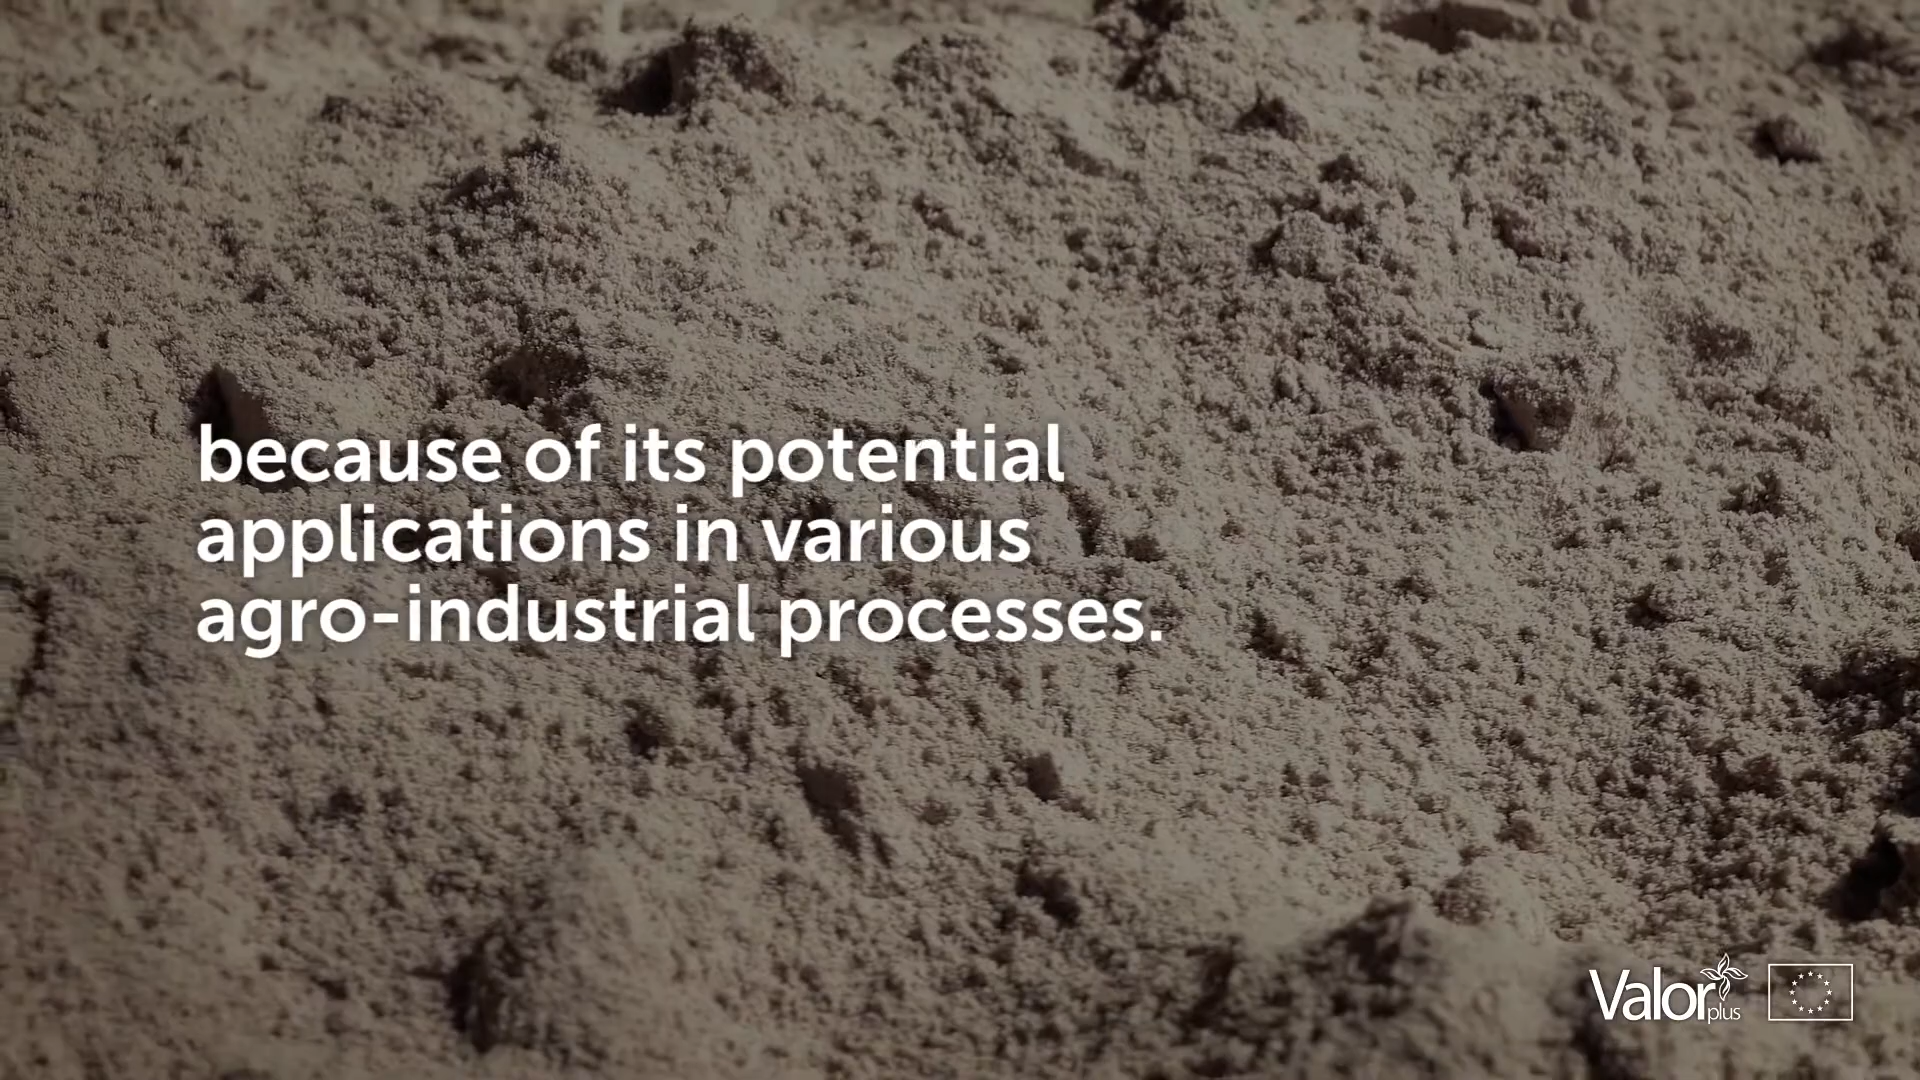 because of its potential
applications in various
agro-industrial processes.
Valor plus